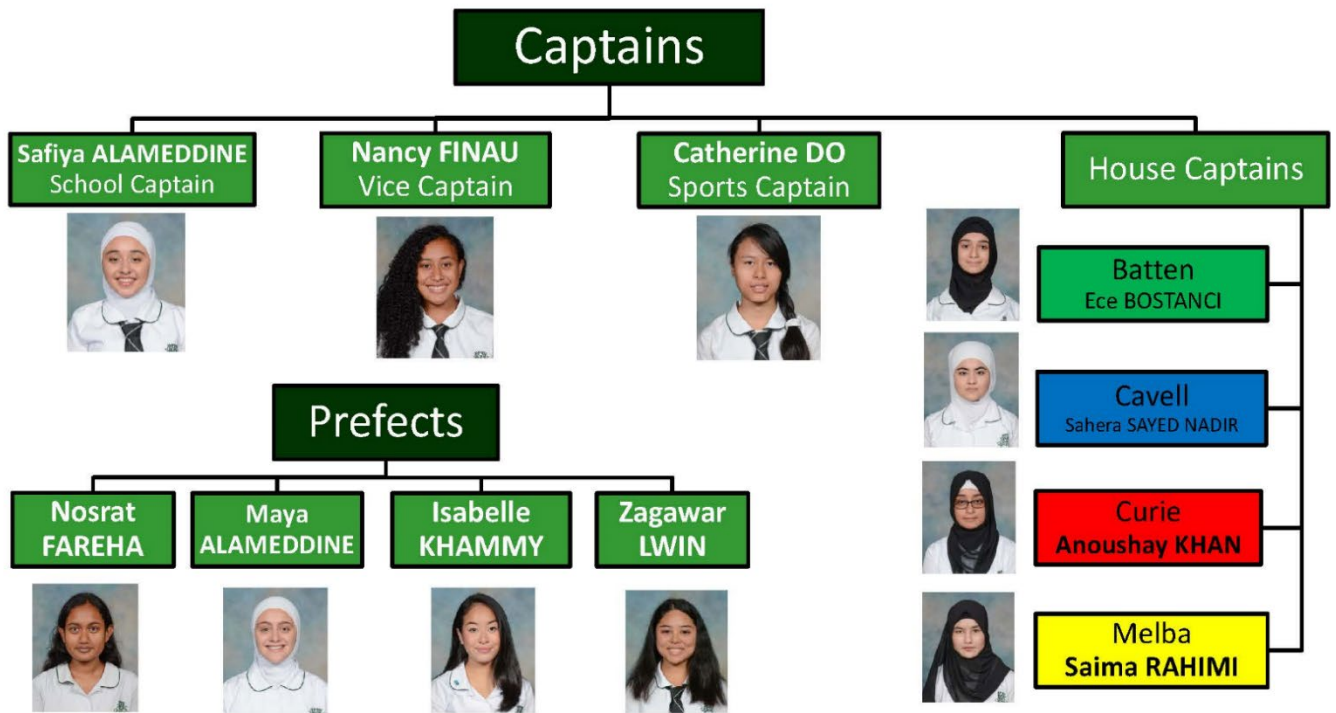 Captains
Safiya ALAMEDDINE
School Captain
Nancy FINAU
Vice Captain
Catherine DO
Sports Captain
House Captains
Batten
Ece BOSTANCI
Cavell
Sahera SAYED NADIR
Curie
Anoushay KHAN
Melba
Saima RAHIMI
Prefects
Nosrat
FAREHA
Maya
ALAMEDDINE
Isabelle
KHAMMY
Zagawar
LWIN